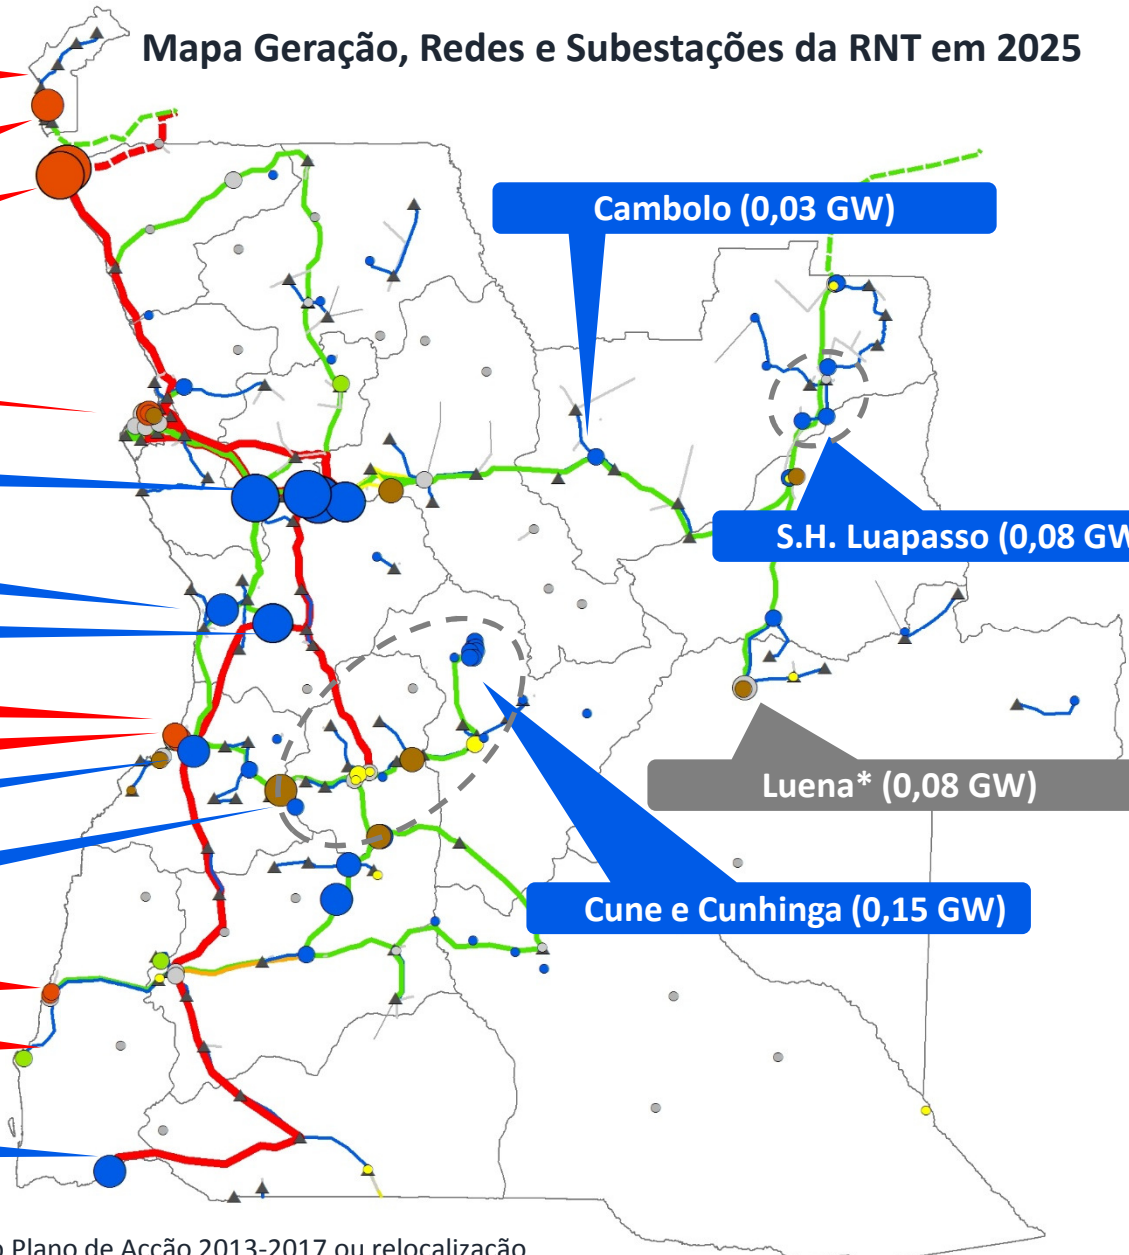 Mapa Geração, Redes e Subestações da RNT em 2025
Cambolo (0,03 GW)
S.H. Luapasso (0,08 GW
Luena* (0,08 GW)
Cune e Cunhinga (0,15 GW)
Plano de Acção 2013-2017 ou relocalização